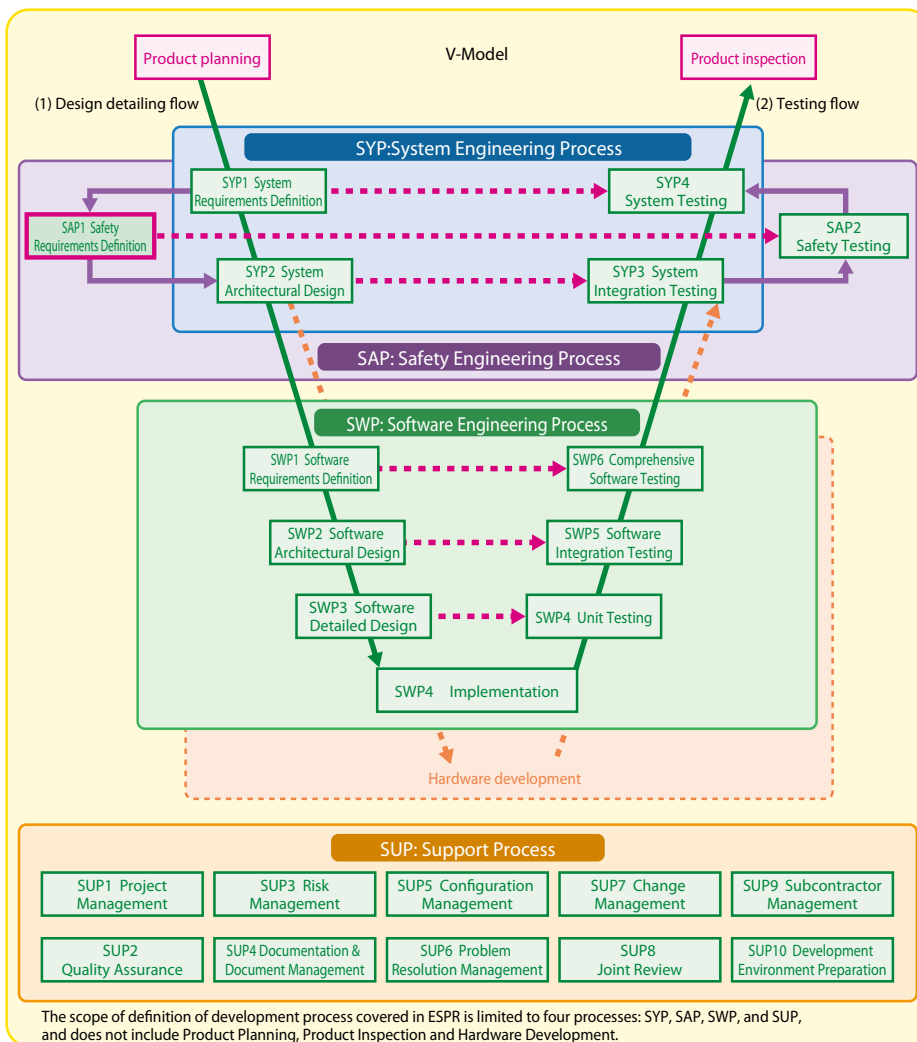 V-Model
Product planning
Product inspection
(1) Design detailing flow
(2) Testing flow
SYP:System Engineering Process
SYP1 System
Requirements Definition
SYP4
System Testing
SAP1 Safety
Requirements Definition
SAP2
Safety Testing
SYP2 System
Architectural Design
SYP3 System
Integration Testing
SAP: Safety Engineering Process
SWP: Software Engineering Process
SWP1 Software
Requirements Definition
SWP6 Comprehensive
Software Testing
SWP2 Software
Architectural Design
SWP5 Software
Integration Testing
SWP3 Software
Detailed Design
SWP4 Unit Testing
SWP4 Implementation
Hardware development
SUP: Support Process
SUP1 Project
Management
SUP3 Risk
Management
SUP5 Configuration
Management
SUP7 Change
Management
SUP9 Subcontractor
Management
SUP2
Quality Assurance
SUP4 Documentation &
Document Management
SUP6 Problem
Resolution Management
SUP8
Joint Review
SUP10 Development
Environment Preparation
The scope of definition of development process covered in ESPR is limited to four processes: SYP, SAP, SWP, and SUP,
and does not include Product Planning, Product Inspection and Hardware Development.